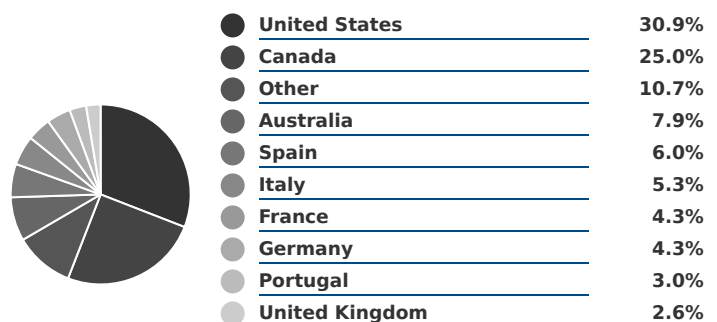 United States 30.9%
Canada 25.0%
Other 10.7%
Australia 7.9%
Spain 6.0%
Italy 5.3%
France 4.3%
Germany 4.3%
Portugal 3.0%
United Kingdom 2.6%